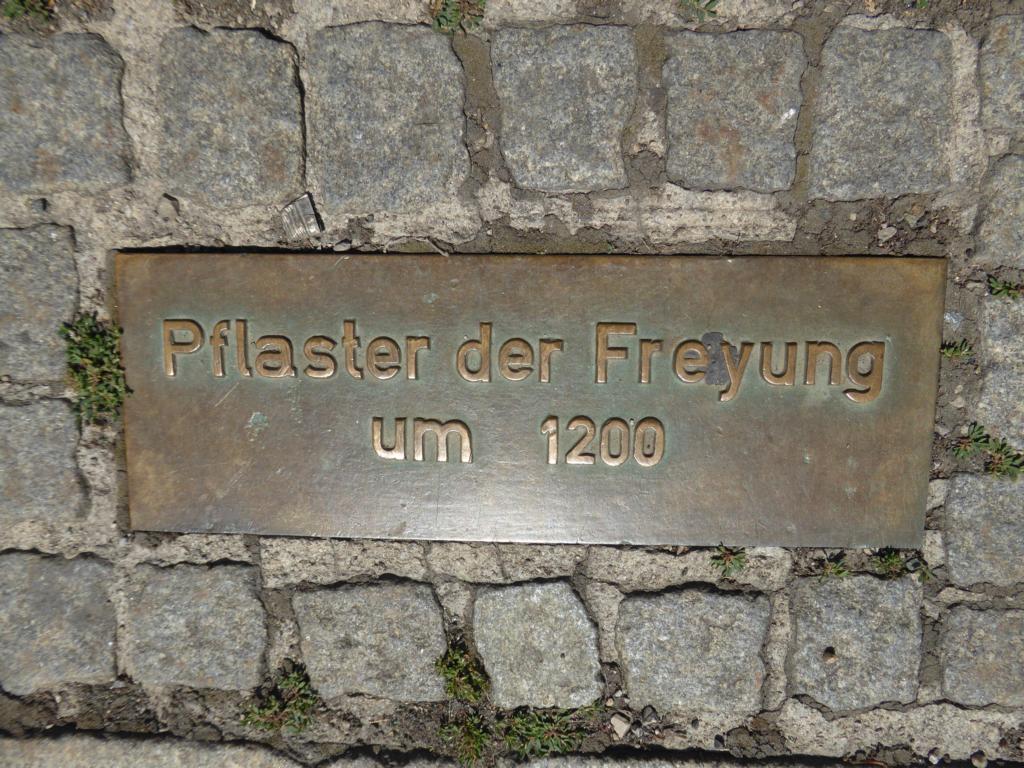 Pflaster der Freyung
um 1200